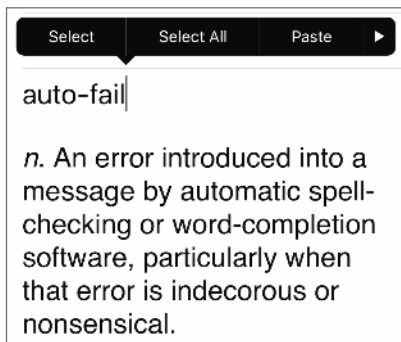 Select Select All Paste ▶
auto-fail
n. An error introduced into a
message by automatic spell-
checking or word-completion
software, particularly when
that error is indecorous or
nonsensical.